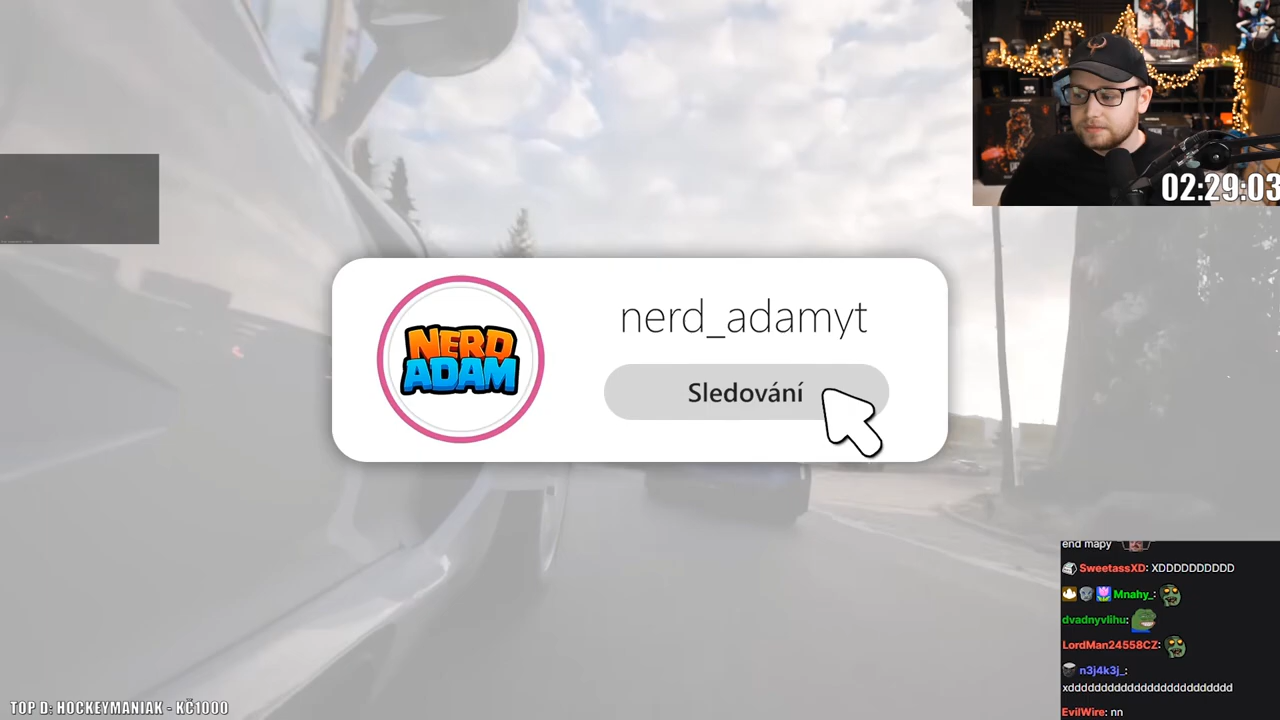 02:29:03
NERD
ADAM
nerd_adamyt
Sledování
end mapy
SweetassXD: XDDDDDDDDDD
Mnahy_:
dvadnyvlihu:
LordMan24558CZ:
n3j4k3j_:
xdddddddddddddddddddddddddd
EvilWire: nn
TOP D: HOCKEYMANIAK - KČ1000